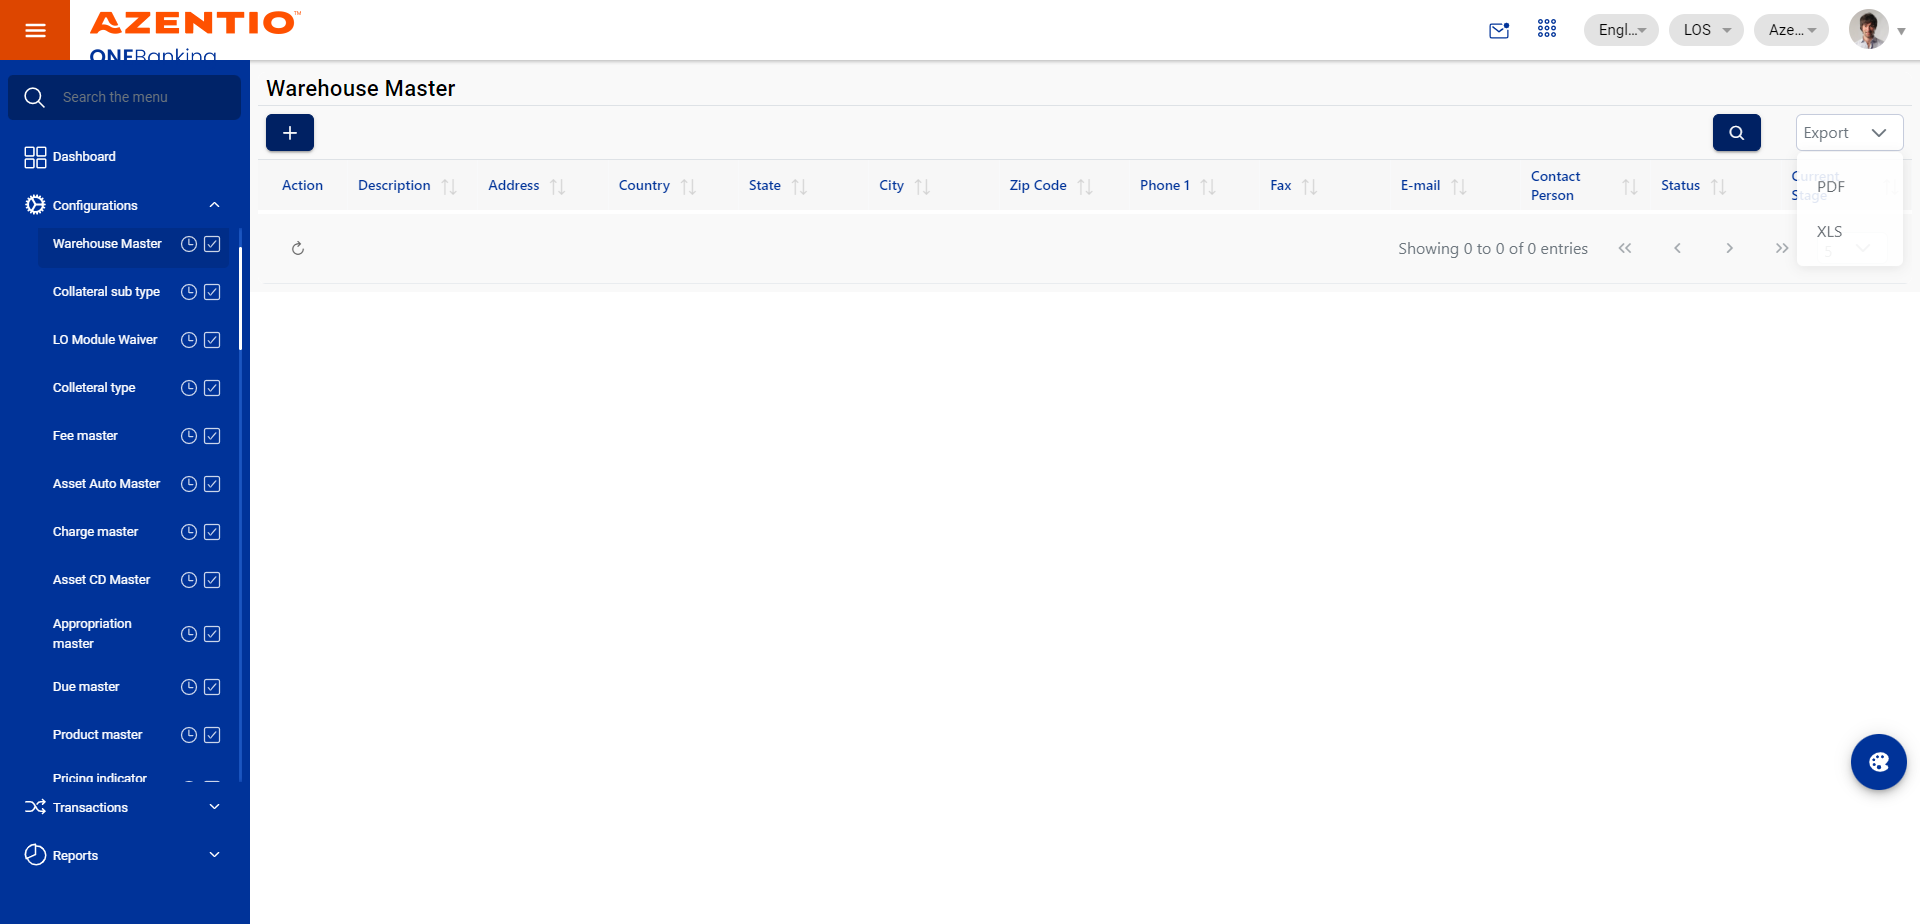 AZENTIO™
ONEBanking
Engl...
LOS
Aze...
Search the menu
Dashboard
Configurations
Warehouse Master
Collateral sub type
LO Module Waiver
Colleteral type
Fee master
Asset Auto Master
Charge master
Asset CD Master
Appropriation
master
Due master
Product master
Pricing indicator
Transactions
Reports
Warehouse Master
Export
PDF
XLS
Action
Description
Address
Country
State
City
Zip Code
Phone 1
Fax
E-mail
Contact
Person
Status
Current
Stage
Showing 0 to 0 of 0 entries
5